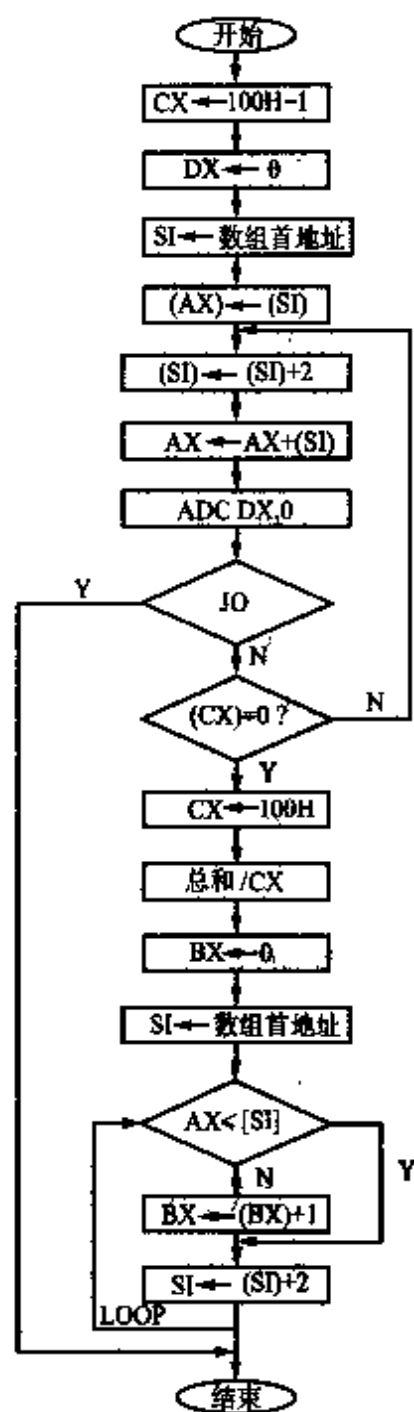 开始
CX←100H-1
DX← 0
SI← 数组首地址
(AX)← (SI)
(SI)← (SI)+2
AX← AX+(SI)
ADC DX,0
Y
JO
N
(CX)=0 ?
N
Y
CX←100H
总和 /CX
BX←0
SI← 数组首地址
AX< [SI]
Y
N
BX← (BX)+1
SI← (SI)+2
LOOP
结束